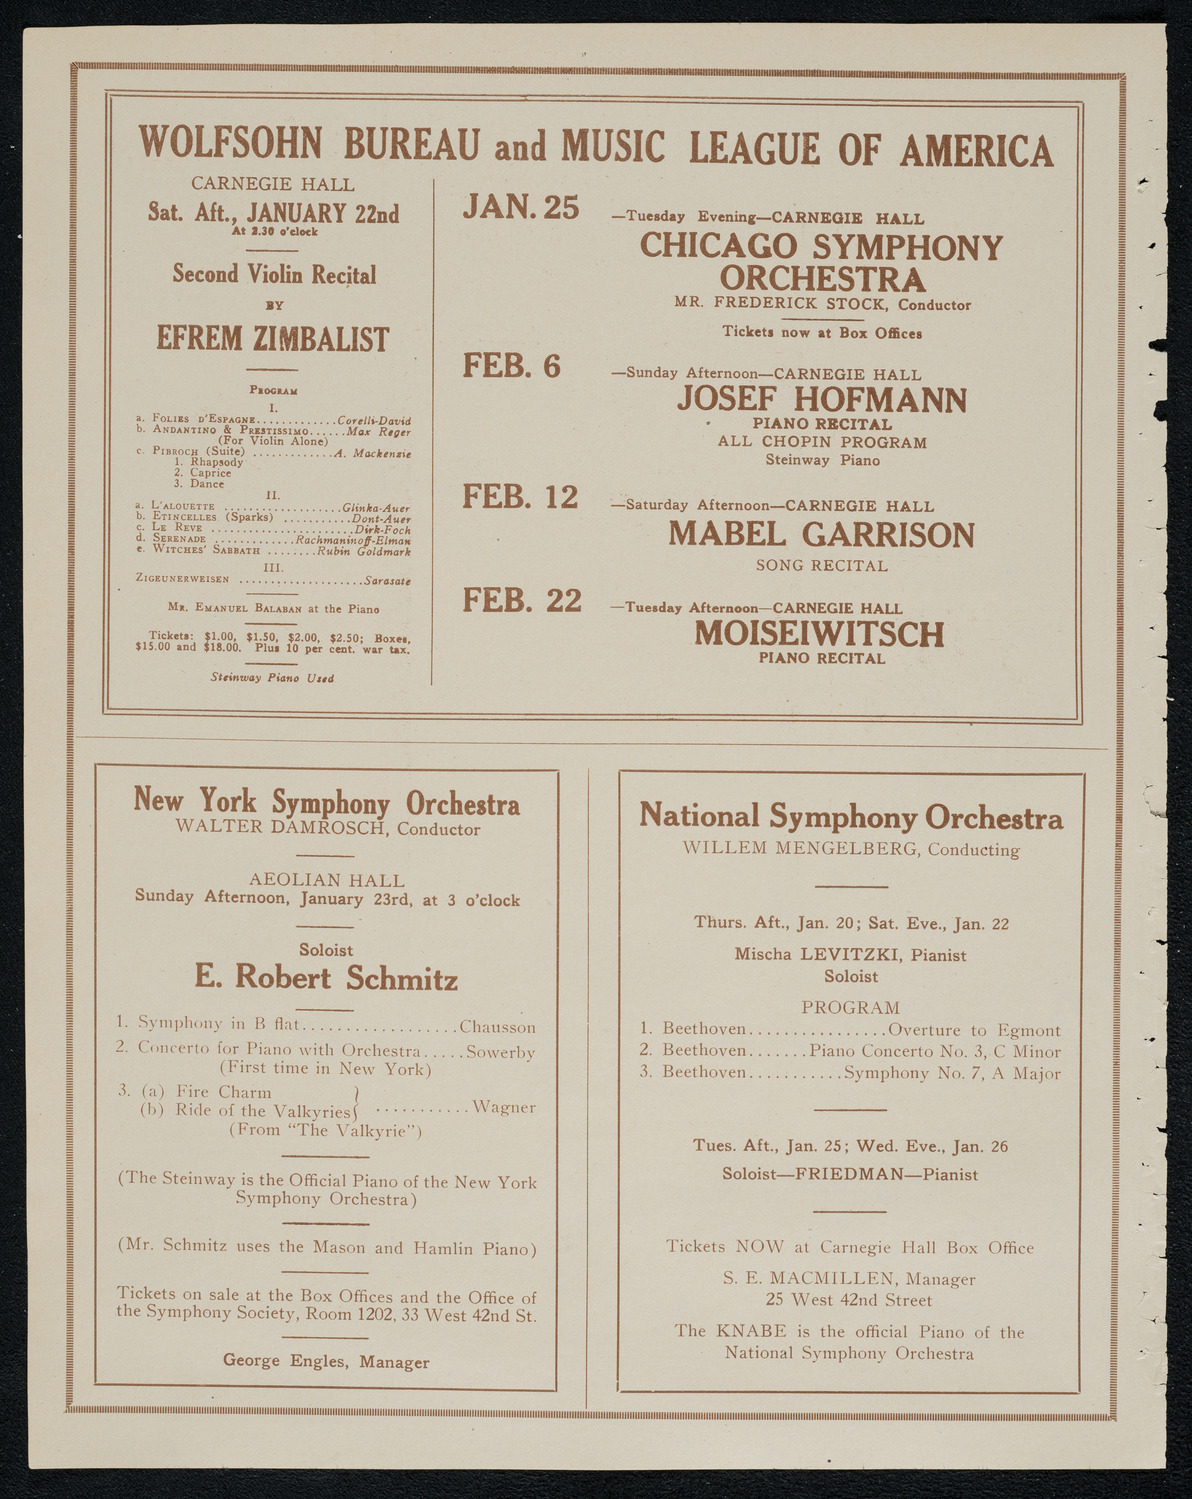 WOLFSOHN BUREAU and MUSIC LEAGUE OF AMERICA
CARNEGIE HALL
Sat. Aft., JANUARY 22nd
At 2.30 o'clock
Second Violin Recital
BY
EFREM ZIMBALIST
PROGRAM
I.
a. FOLIES D'ESPAGNE.............Corelli-David
b. ANDANTINO & PRESTISSIMO......Max Reger
(For Violin Alone)
c. PIBROCH (Suite) .............A. Mackenzie
1. Rhapsody
2. Caprice
3. Dance
II.
a. L'ALOUETTE ..................Glinka-Auer
b. ETINCELLES (Sparks) ..........Dont-Auer
c. LE REVE ......................Dirk-Foch
d. SERENADE ............Rachmaninoff-Elman
e. WITCHES' SABBATH ........Rubin Goldmark
III.
ZIGEUNERWEISEN ...................Sarasate
MR. EMANUEL BALABAN at the Piano
Tickets: $1.00, $1.50, $2.00, $2.50; Boxes,
$15.00 and $18.00. Plus 10 per cent. war tax.
Steinway Piano Used
JAN. 25 —Tuesday Evening—CARNEGIE HALL
CHICAGO SYMPHONY
ORCHESTRA
MR. FREDERICK STOCK, Conductor
Tickets now at Box Offices
FEB. 6 —Sunday Afternoon—CARNEGIE HALL
JOSEF HOFMANN
PIANO RECITAL
ALL CHOPIN PROGRAM
Steinway Piano
FEB. 12 —Saturday Afternoon—CARNEGIE HALL
MABEL GARRISON
SONG RECITAL
FEB. 22 —Tuesday Afternoon—CARNEGIE HALL
MOISEIWITSCH
PIANO RECITAL
New York Symphony Orchestra
WALTER DAMROSCH, Conductor
AEOLIAN HALL
Sunday Afternoon, January 23rd, at 3 o'clock
Soloist
E. Robert Schmitz
1. Symphony in B flat..................Chausson
2. Concerto for Piano with Orchestra.....Sowerby
(First time in New York)
3. (a) Fire Charm }
(b) Ride of the Valkyries{ ...........Wagner
(From "The Valkyrie")
(The Steinway is the Official Piano of the New York
Symphony Orchestra)
(Mr. Schmitz uses the Mason and Hamlin Piano)
Tickets on sale at the Box Offices and the Office of
the Symphony Society, Room 1202, 33 West 42nd St.
George Engles, Manager
National Symphony Orchestra
WILLEM MENGELBERG, Conducting
Thurs. Aft., Jan. 20; Sat. Eve., Jan. 22
Mischa LEVITZKI, Pianist
Soloist
PROGRAM
1. Beethoven................Overture to Egmont
2. Beethoven.......Piano Concerto No. 3, C Minor
3. Beethoven...........Symphony No. 7, A Major
Tues. Aft., Jan. 25; Wed. Eve., Jan. 26
Soloist—FRIEDMAN—Pianist
Tickets NOW at Carnegie Hall Box Office
S. E. MACMILLEN, Manager
25 West 42nd Street
The KNABE is the official Piano of the
National Symphony Orchestra